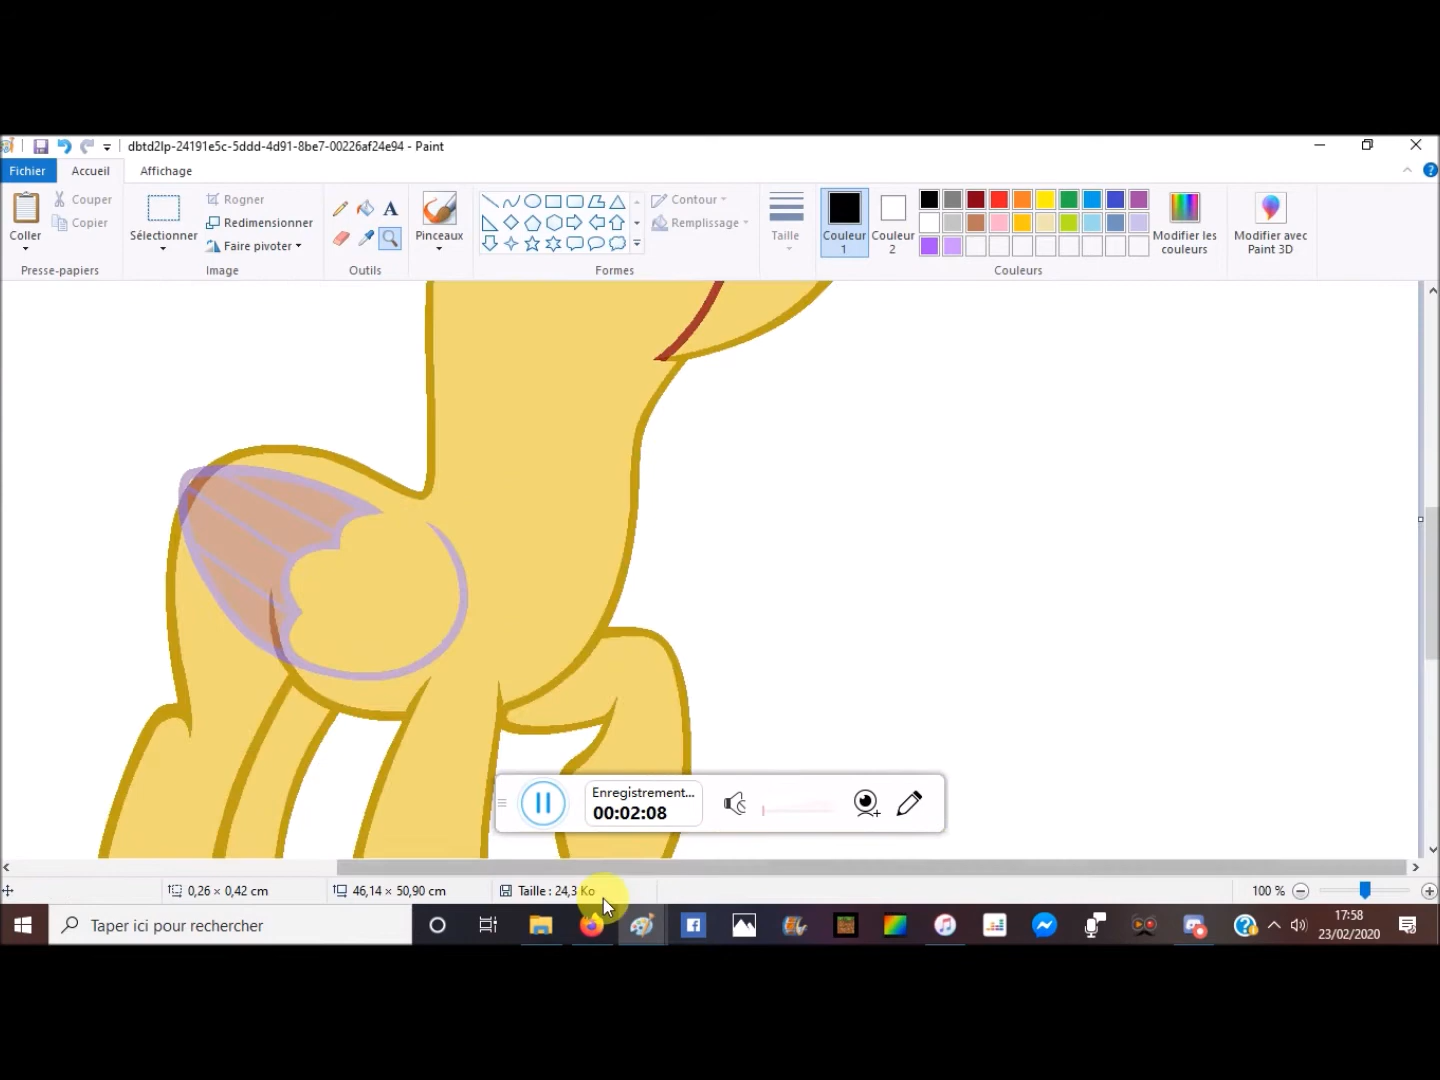 dbtd2lp-24191e5c-5ddd-4d91-8be7-00226af24e94 - Paint
Fichier Accueil Affichage
Coller
Couper
Copier
Presse-papiers
Sélectionner
Rogner
Redimensionner
Faire pivoter
Image
A
Outils
Pinceaux
Contour
Remplissage
Formes
Taille
Couleur 1
Couleur 2
Couleurs
Modifier les couleurs
Modifier avec Paint 3D
Enregistrement...
00:02:08
0,26 × 0,42 cm
46,14 × 50,90 cm
Taille : 24,3 Ko
100 %
Taper ici pour rechercher
17:58
23/02/2020